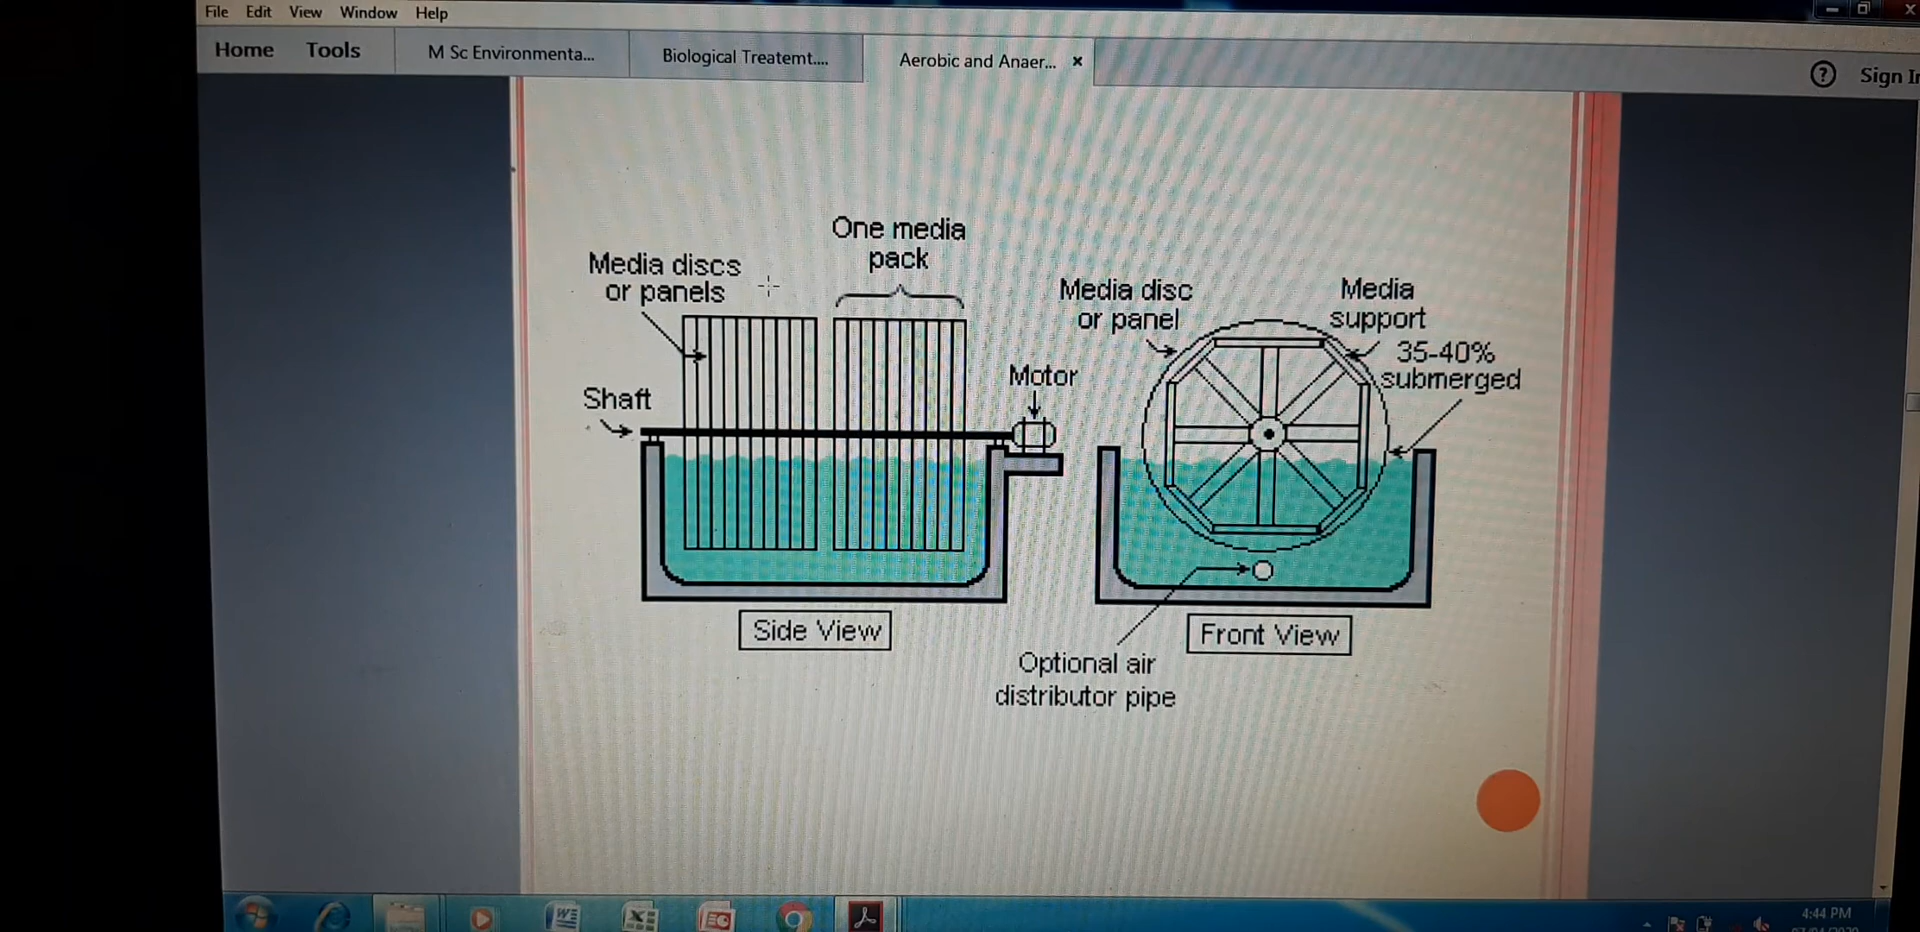 File Edit View Window Help
Home Tools M Sc Environmenta... Biological Treatemt.... Aerobic and Anaer... ×
? Sign In
One media
pack
Media discs
or panels
Shaft
Motor
Media disc
or panel
Media
support
35-40%
submerged
Side View
Front View
Optional air
distributor pipe
4:44 PM